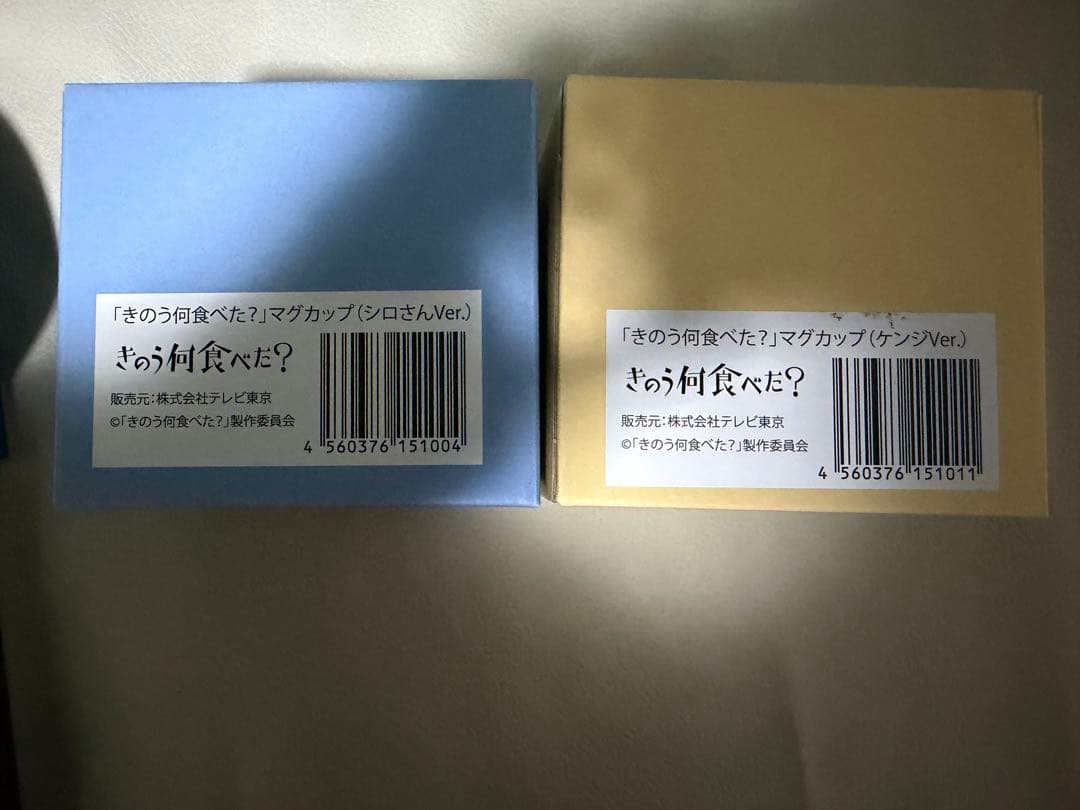 「きのう何食べた？」マグカップ（シロさんVer.）
きのう何食べた？
販売元：株式会社テレビ東京
©「きのう何食べた？」製作委員会
4 560376 151004
「きのう何食べた？」マグカップ（ケンジVer.）
きのう何食べた？
販売元：株式会社テレビ東京
©「きのう何食べた？」製作委員会
4 560376 151011